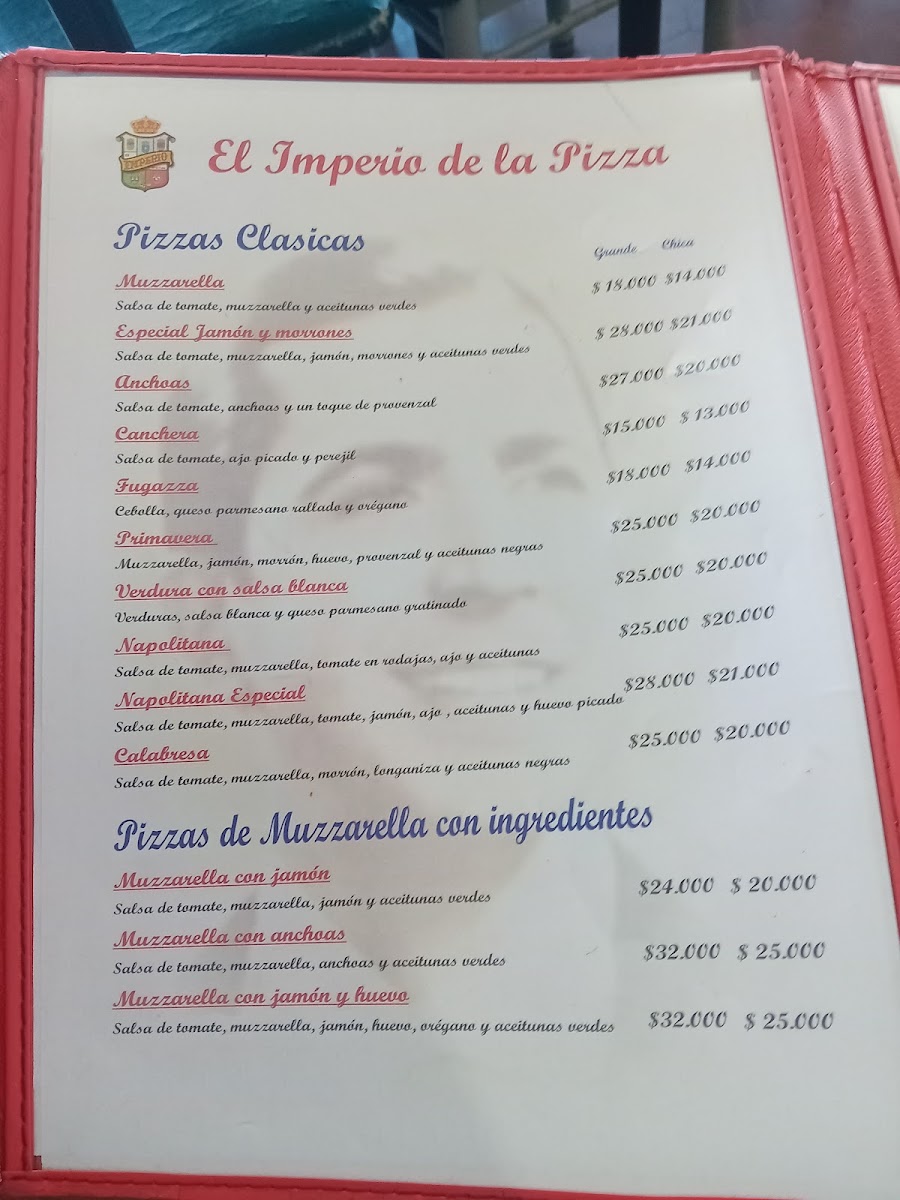 IMPERIO
El Imperio de la Pizza
Pizzas Clasicas
Grande Chica
Muzzarella
$ 18.000 $14.000
Salsa de tomate, muzzarella y aceitunas verdes
Especial Jamón y morrones
$ 28.000 $21.000
Salsa de tomate, muzzarella, jamón, morrones y aceitunas verdes
Anchoas
$27.000 $20.000
Salsa de tomate, anchoas y un toque de provenzal
Canchera
$15.000 $ 13.000
Salsa de tomate, ajo picado y perejil
Fugazza
$18.000 $14.000
Cebolla, queso parmesano rallado y orégano
Primavera
$25.000 $20.000
Muzzarella, jamón, morrón, huevo, provenzal y aceitunas negras
Verdura con salsa blanca
$25.000 $20.000
Verduras, salsa blanca y queso parmesano gratinado
Napolitana
$25.000 $20.000
Salsa de tomate, muzzarella, tomate en rodajas, ajo y aceitunas
Napolitana Especial
$28.000 $21.000
Salsa de tomate, muzzarella, tomate, jamón, ajo , aceitunas y huevo picado
Calabresa
$25.000 $20.000
Salsa de tomate, muzzarella, morrón, longaniza y aceitunas negras
Pizzas de Muzzarella con ingredientes
Muzzarella con jamón
$24.000 $ 20.000
Salsa de tomate, muzzarella, jamón y aceitunas verdes
Muzzarella con anchoas
$32.000 $ 25.000
Salsa de tomate, muzzarella, anchoas y aceitunas verdes
Muzzarella con jamón y huevo
$32.000 $ 25.000
Salsa de tomate, muzzarella, jamón, huevo, orégano y aceitunas verdes